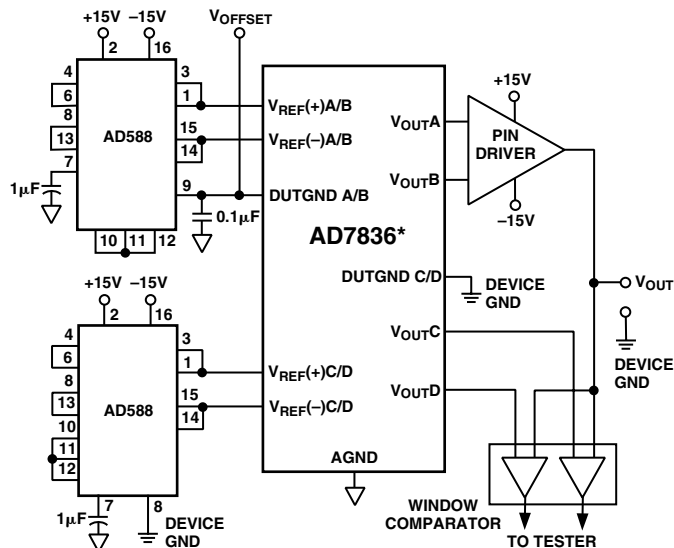 +15V –15V VOFFSET
2 16
4 3
6 1 VREF(+)A/B
8 AD588 15 VREF(–)A/B
13 14
7 9 DUTGND A/B
1µF 0.1µF
10 11 12
VOUTA +15V
PIN
DRIVER
VOUTB
–15V
AD7836*
DUTGND C/D DEVICE
GND
VOUT
VOUTC DEVICE
GND
VOUTD
+15V –15V
2 16
4 3
6 1 VREF(+)C/D
8 15 VREF(–)C/D
13 AD588 14
10
11
12
7 8
1µF DEVICE
GND
AGND
WINDOW
COMPARATOR
TO TESTER